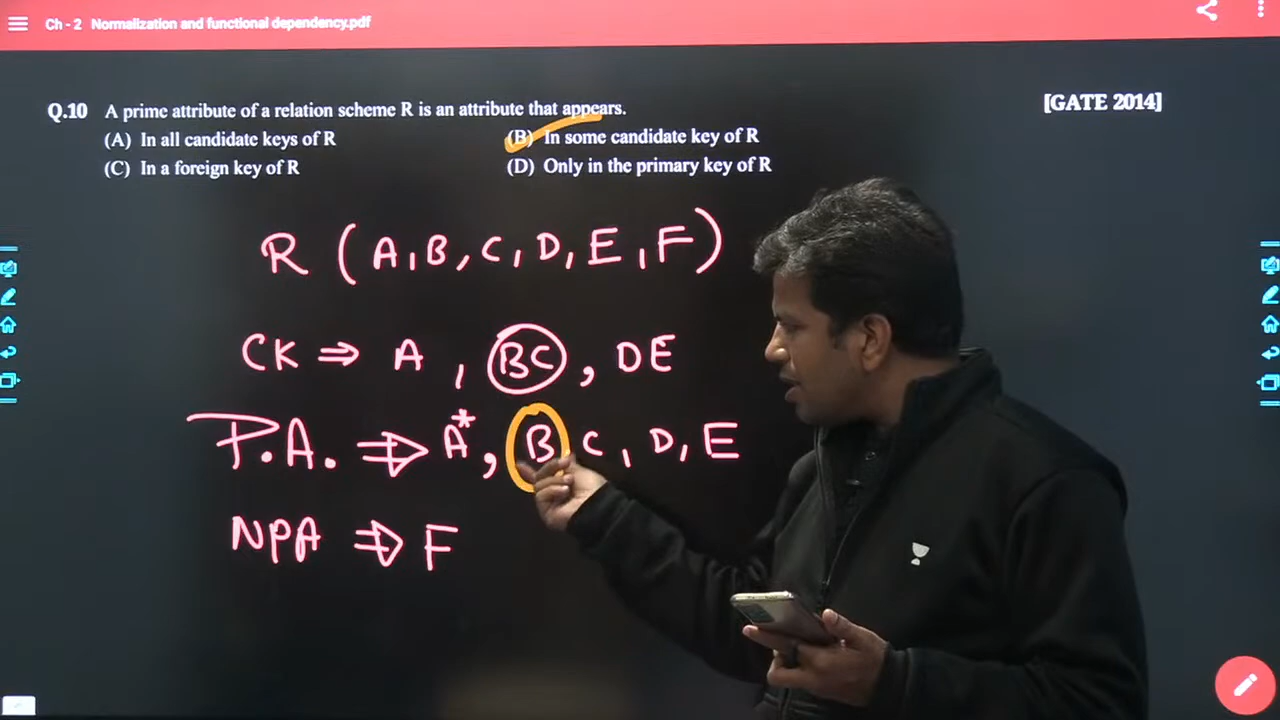 Ch - 2 Normalization and functional dependency.pdf
Q.10 A prime attribute of a relation scheme R is an attribute that appears. [GATE 2014]
(A) In all candidate keys of R (B) In some candidate key of R
(C) In a foreign key of R (D) Only in the primary key of R
R (A, B, C, D, E, F)
CK ⇒ A, BC, DE
P.A. ⇒ A*, B C, D, E
NPA ⇒ F